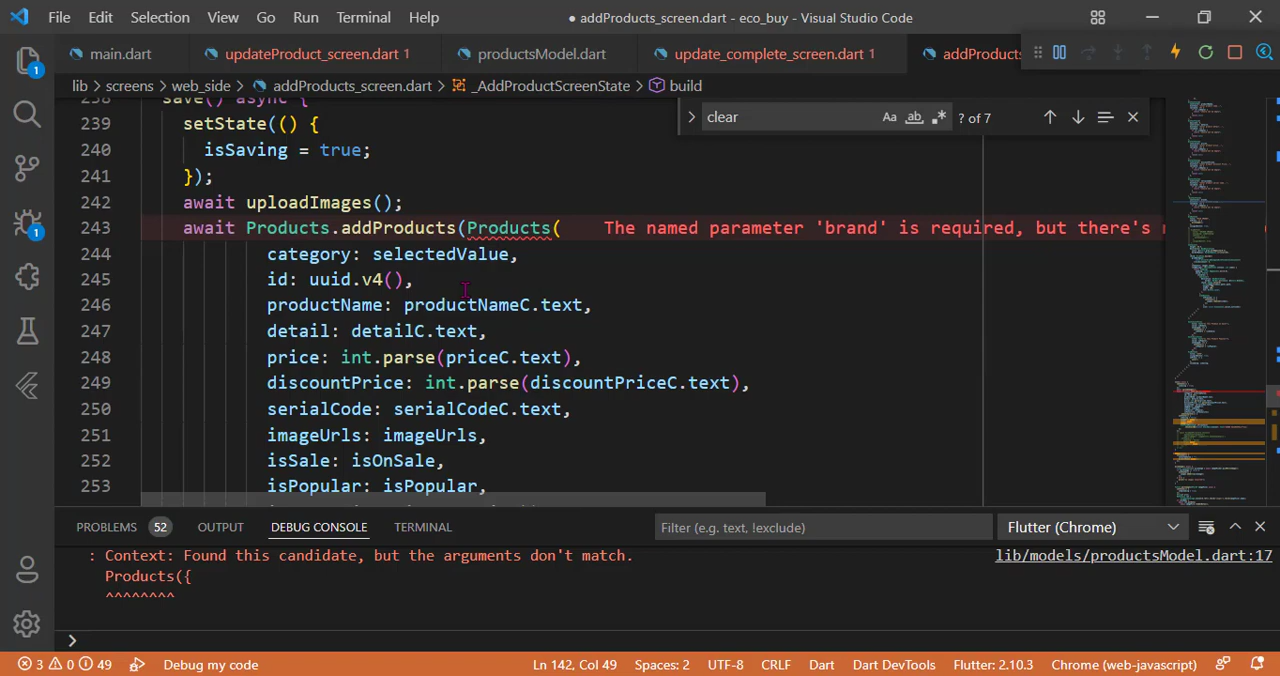 File Edit Selection View Go Run Terminal Help ● addProducts_screen.dart - eco_buy - Visual Studio Code
main.dart updateProduct_screen.dart 1 productsModel.dart update_complete_screen.dart 1 addProducts
1 lib > screens > web_side > addProducts_screen.dart > _AddProductScreenState > build
238 save() async {
clear Aa ab .* ? of 7
239 setState(() {
240 isSaving = true;
241 });
242 await uploadImages();
243 await Products.addProducts(Products( The named parameter 'brand' is required, but there's
244 category: selectedValue,
245 id: uuid.v4(),
246 productName: productNameC.text,
247 detail: detailC.text,
248 price: int.parse(priceC.text),
249 discountPrice: int.parse(discountPriceC.text),
250 serialCode: serialCodeC.text,
251 imageUrls: imageUrls,
252 isSale: isOnSale,
253 isPopular: isPopular,
1
PROBLEMS 52 OUTPUT DEBUG CONSOLE TERMINAL Filter (e.g. text, !exclude) Flutter (Chrome)
: Context: Found this candidate, but the arguments don't match. lib/models/productsModel.dart:17
Products({
^^^^^^^^
>
3 0 49 Debug my code Ln 142, Col 49 Spaces: 2 UTF-8 CRLF Dart Dart DevTools Flutter: 2.10.3 Chrome (web-javascript)